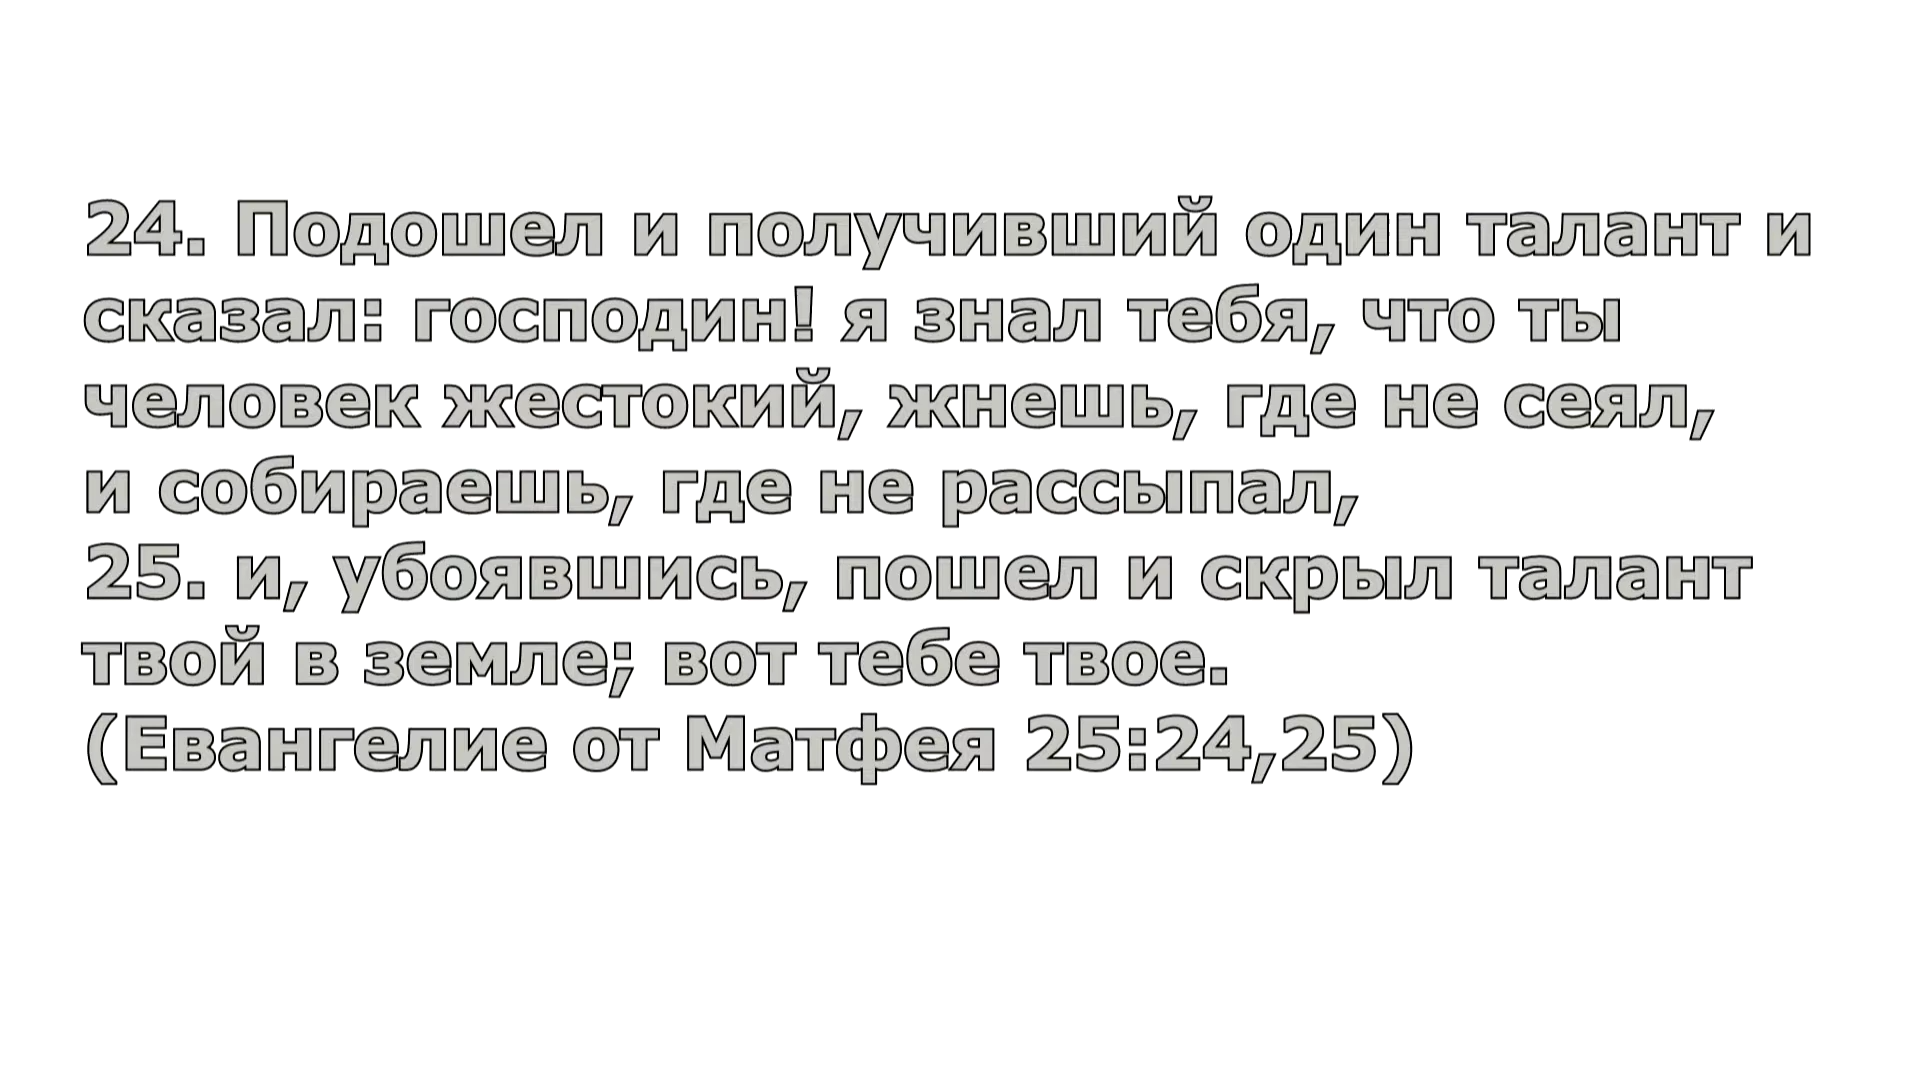 24. Подошел и получивший один талант и
сказал: господин! я знал тебя, что ты
человек жестокий, жнешь, где не сеял,
и собираешь, где не рассыпал,
25. и, убоявшись, пошел и скрыл талант
твой в земле; вот тебе твое.
(Евангелие от Матфея 25:24,25)